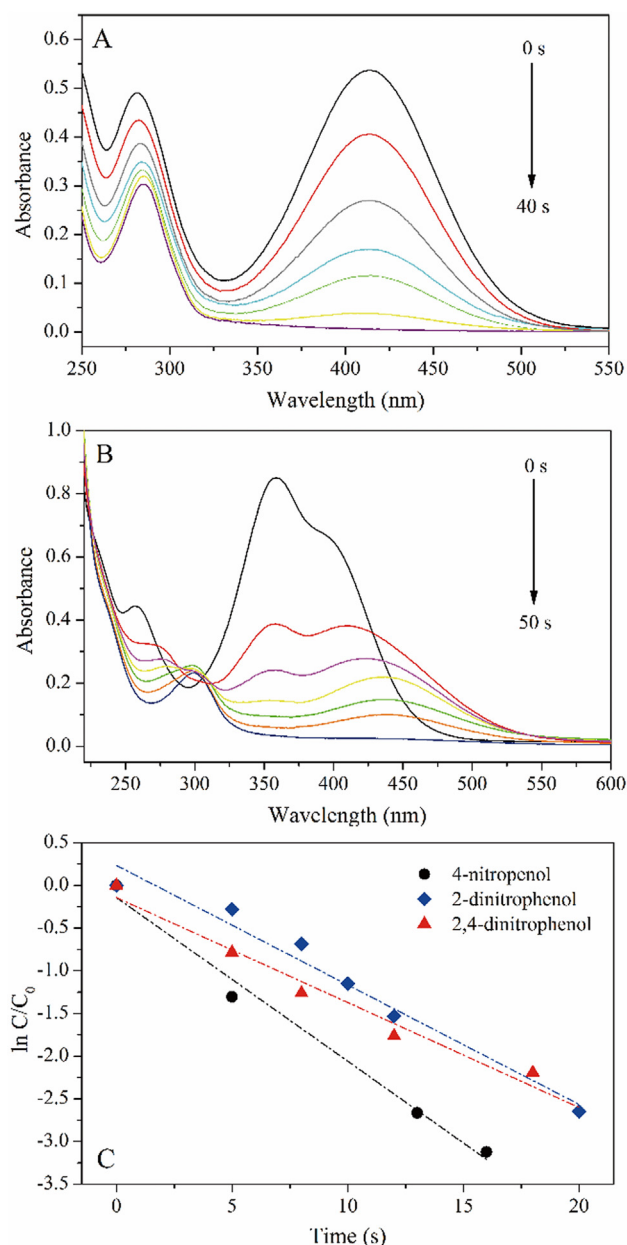 A
0 s
40 s
0.6
0.5
0.4
0.3
0.2
0.1
0.0
Absorbance
250 300 350 400 450 500 550
Wavelength (nm)
B
0 s
50 s
1.0
0.8
0.6
0.4
0.2
0.0
Absorbance
250 300 350 400 450 500 550 600
Wavelength (nm)
0.5
0.0
-0.5
-1.0
-1.5
-2.0
-2.5
-3.0
-3.5
ln C/C0
4-nitropenol
2-dinitrophenol
2,4-dinitrophenol
C
0 5 10 15 20
Time (s)